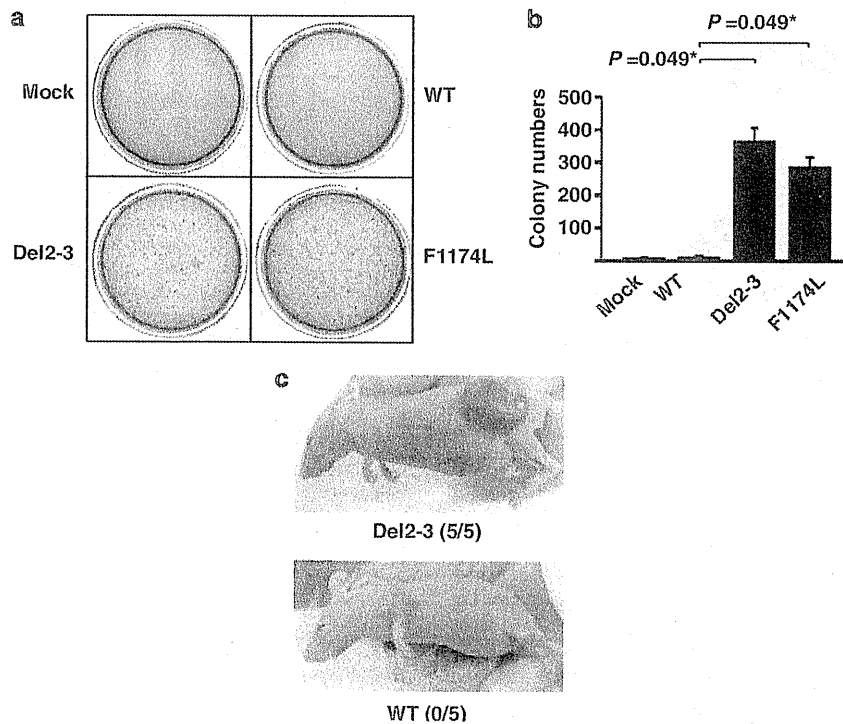 a
Mock
WT
Del2-3
F1174L
b
P =0.049*
P =0.049*
Colony numbers
500
400
300
200
100
Mock
WT
Del2-3
F1174L
c
Del2-3 (5/5)
WT (0/5)